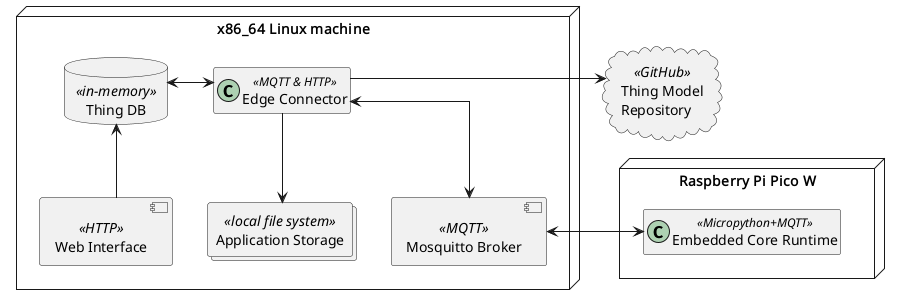 x86_64 Linux machine
«in-memory»
Thing DB
C
«MQTT & HTTP»
Edge Connector
«GitHub»
Thing Model
Repository
«HTTP»
Web Interface
«local file system»
Application Storage
«MQTT»
Mosquitto Broker
Raspberry Pi Pico W
C
«Micropython+MQTT»
Embedded Core Runtime